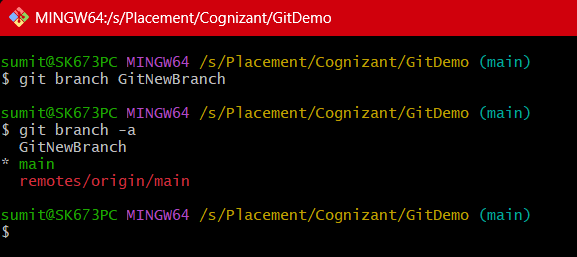 MINGW64:/s/Placement/Cognizant/GitDemo
sumit@SK673PC MINGW64 /s/Placement/Cognizant/GitDemo (main)
$ git branch GitNewBranch
sumit@SK673PC MINGW64 /s/Placement/Cognizant/GitDemo (main)
$ git branch -a
  GitNewBranch
* main
  remotes/origin/main
sumit@SK673PC MINGW64 /s/Placement/Cognizant/GitDemo (main)
$